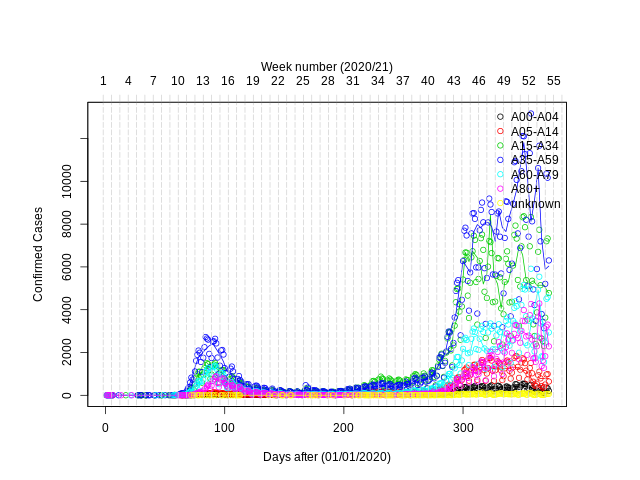 Week number (2020/21)
1 4 7 10 13 16 19 22 25 28 31 34 37 40 43 46 49 52 55
A00-A04
A05-A14
A15-A34
A35-A59
A60-A79
A80+
unknown
Confirmed Cases
0 2000 4000 6000 8000 10000
0 100 200 300
Days after (01/01/2020)